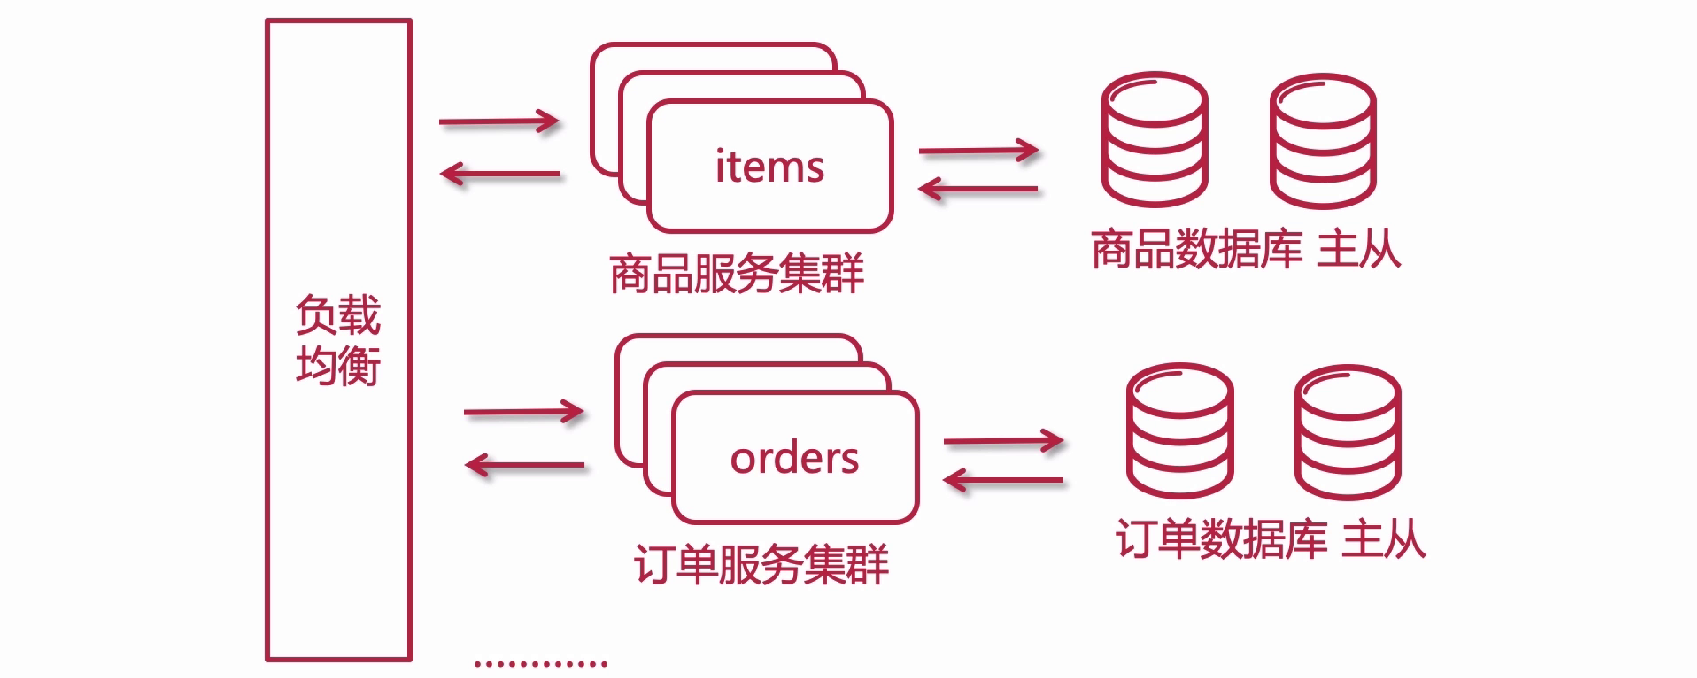 负载
均衡
items
商品服务集群
商品数据库 主从
orders
订单服务集群
订单数据库 主从
............